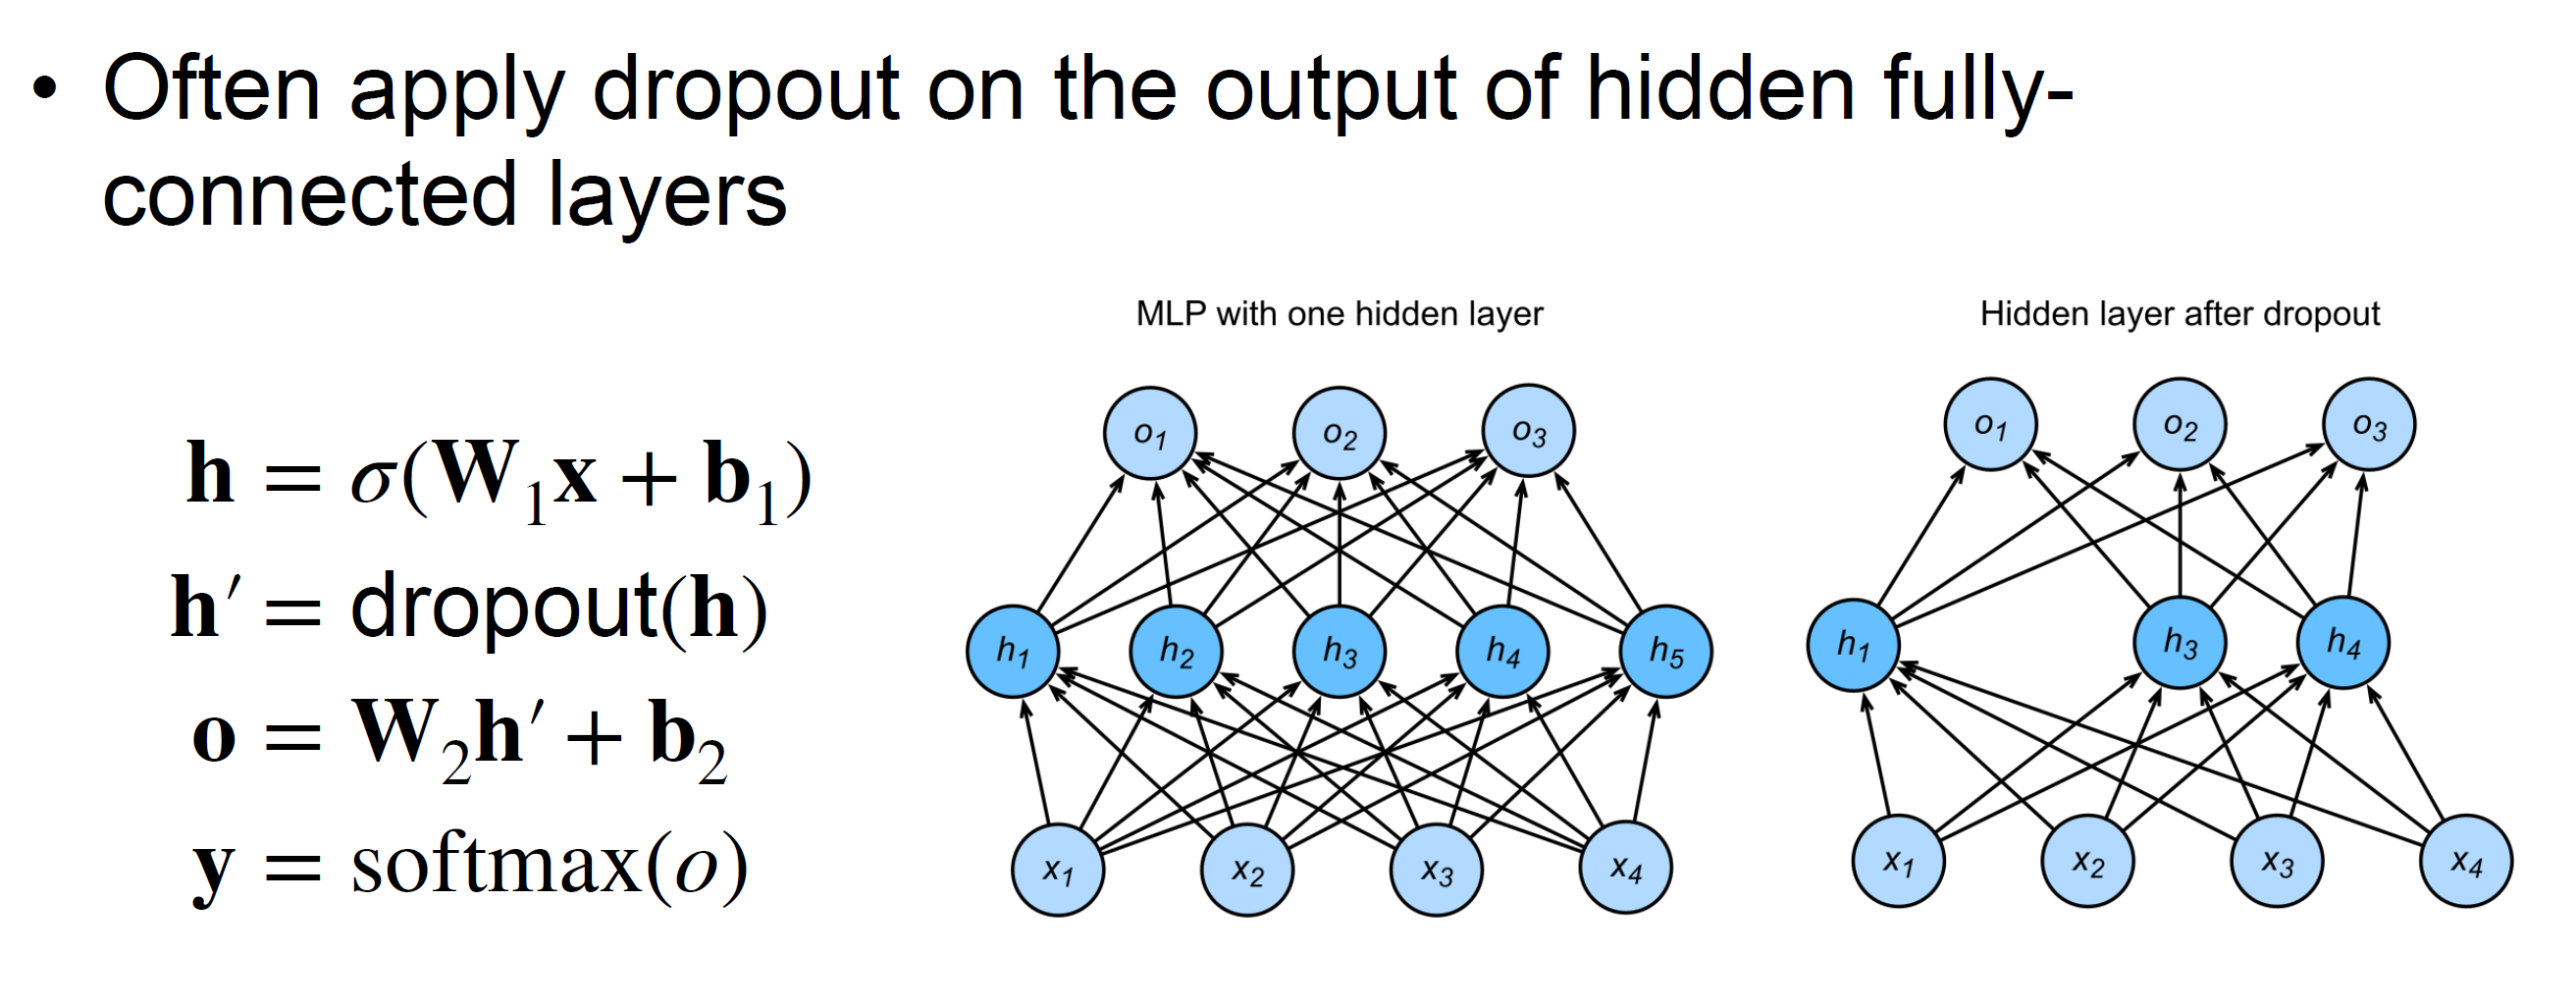 • Often apply dropout on the output of hidden fully-
connected layers
MLP with one hidden layer
Hidden layer after dropout
h = σ(W₁x + b₁)
h′ = dropout(h)
o = W₂h′ + b₂
y = softmax(o)
o₁ o₂ o₃
h₁ h₂ h₃ h₄ h₅
x₁ x₂ x₃ x₄
o₁ o₂ o₃
h₁ h₃ h₄
x₁ x₂ x₃ x₄